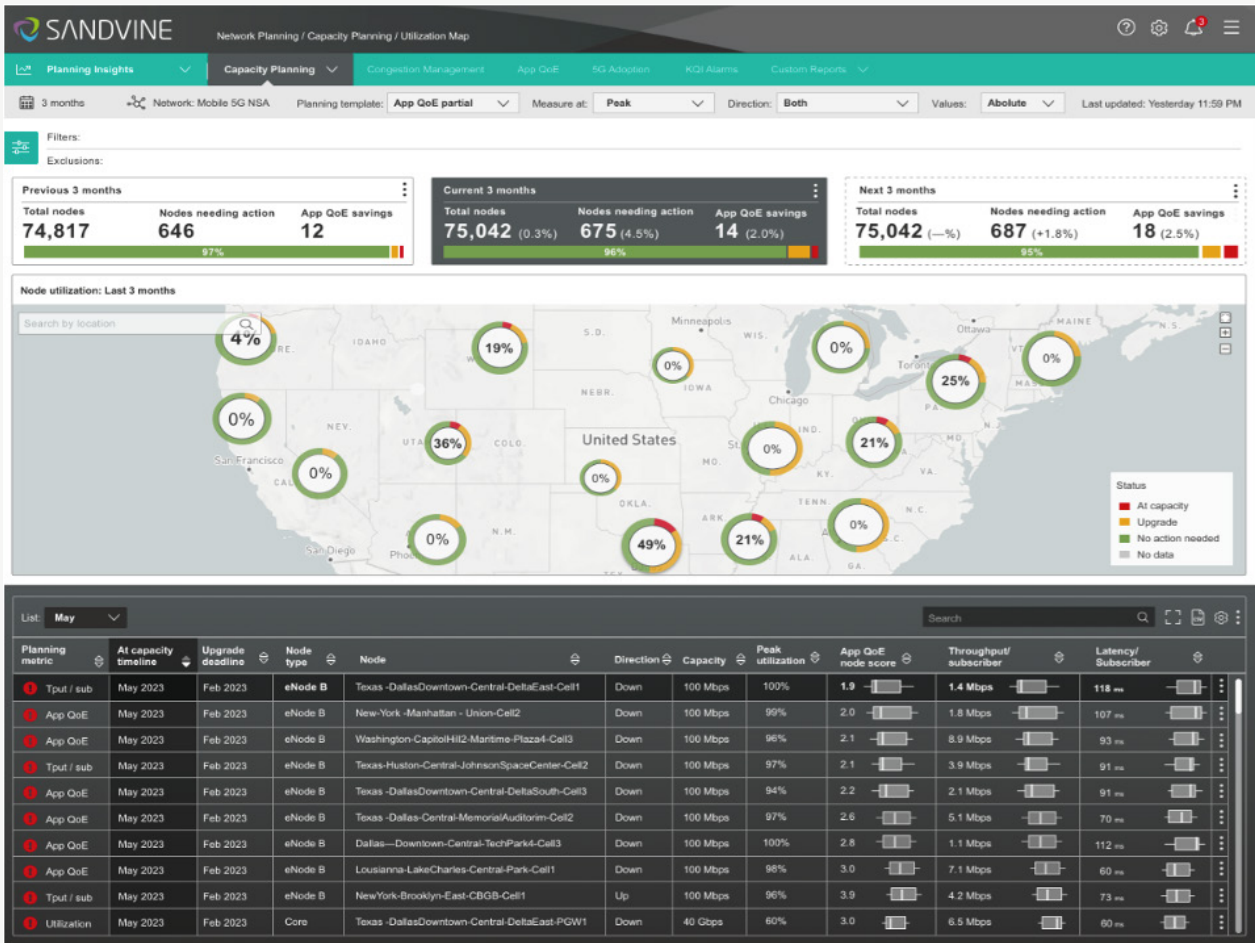 SANDVINE
Network Planning / Capacity Planning / Utilization Map
3
Planning Insights Capacity Planning Congestion Management App QoE 5G Adoption KQI Alarms Custom Reports
3 months Network: Mobile 5G NSA Planning template: App QoE partial Measure at: Peak Direction: Both Values: Abolute Last updated: Yesterday 11:59 PM
Filters:
Exclusions:
Previous 3 months
Total nodes Nodes needing action App QoE savings
74,817 646 12
97%
Current 3 months
Total nodes Nodes needing action App QoE savings
75,042 (0.3%) 675 (4.5%) 14 (2.0%)
96%
Next 3 months
Total nodes Nodes needing action App QoE savings
75,042 (—%) 687 (+1.8%) 18 (2.5%)
95%
Node utilization: Last 3 months
Search by location
4%
RE.
IDAHO
19%
S.D.
Minneapolis
WIS.
0%
0%
Ottawa
MAINE
N.S.
Toronto
VT
0%
MAS
25%
NEBR.
IOWA
Chicago
PA.
0%
NEV.
UTA
36%
COLO.
United States
St.
0%
IND.
21%
MD.
N.J.
San Francisco
CAL
0%
0%
MO.
KY.
VA.
OKLA.
TENN.
N.C.
San Diego
Pho
0%
N.M.
49%
ARK.
21%
ALA.
0%
GA.
Status
At capacity
Upgrade
No action needed
No data
List: May Search
Planning metric At capacity timeline Upgrade deadline Node type Node Direction Capacity Peak utilization App QoE node score Throughput/ subscriber Latency/ Subscriber
Tput / sub May 2023 Feb 2023 eNode B Texas -DallasDowntown-Central-DeltaEast-Cell1 Down 100 Mbps 100% 1.9 1.4 Mbps 118 ms
App QoE May 2023 Feb 2023 eNode B New-York -Manhattan - Union-Cell2 Down 100 Mbps 99% 2.0 1.8 Mbps 107 ms
App QoE May 2023 Feb 2023 eNode B Washington-CapitolHill2-Maritime-Plaza4-Cell3 Down 100 Mbps 96% 2.1 8.9 Mbps 93 ms
Tput / sub May 2023 Feb 2023 eNode B Texas-Huston-Central-JohnsonSpaceCenter-Cell2 Down 100 Mbps 97% 2.1 3.9 Mbps 91 ms
App QoE May 2023 Feb 2023 eNode B Texas -DallasDowntown-Central-DeltaSouth-Cell3 Down 100 Mbps 94% 2.2 2.1 Mbps 91 ms
App QoE May 2023 Feb 2023 eNode B Texas -Dallas-Central-MemorialAuditorim-Cell2 Down 100 Mbps 97% 2.6 5.1 Mbps 70 ms
App QoE May 2023 Feb 2023 eNode B Dallas—Downtown-Central-TechPark4-Cell3 Down 100 Mbps 100% 2.8 1.1 Mbps 112 ms
App QoE May 2023 Feb 2023 eNode B Lousianna-LakeCharles-Central-Park-Cell1 Down 100 Mbps 98% 3.0 7.1 Mbps 60 ms
Tput / sub May 2023 Feb 2023 eNode B NewYork-Brooklyn-East-CBGB-Cell1 Up 100 Mbps 96% 3.9 4.2 Mbps 73 ms
Utilization May 2023 Feb 2023 Core Texas -DallasDowntown-Central-DeltaEast-PGW1 Down 40 Gbps 60% 3.0 6.5 Mbps 60 ms